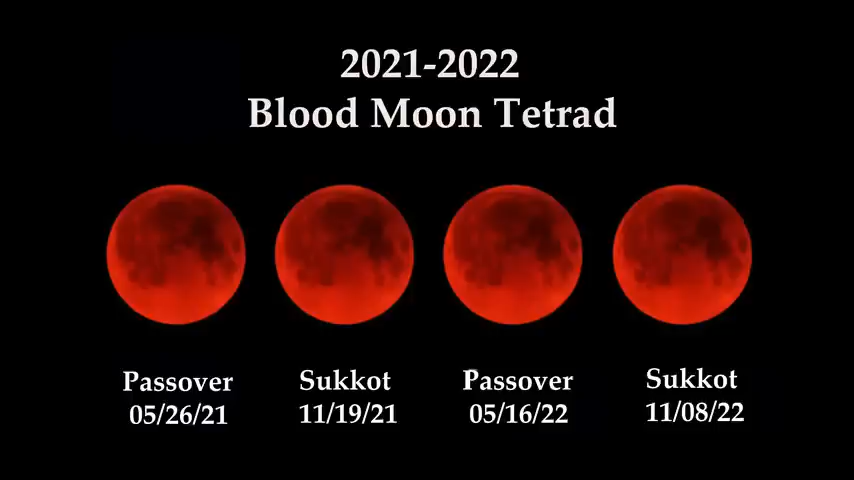 2021-2022
Blood Moon Tetrad
Passover
05/26/21
Sukkot
11/19/21
Passover
05/16/22
Sukkot
11/08/22